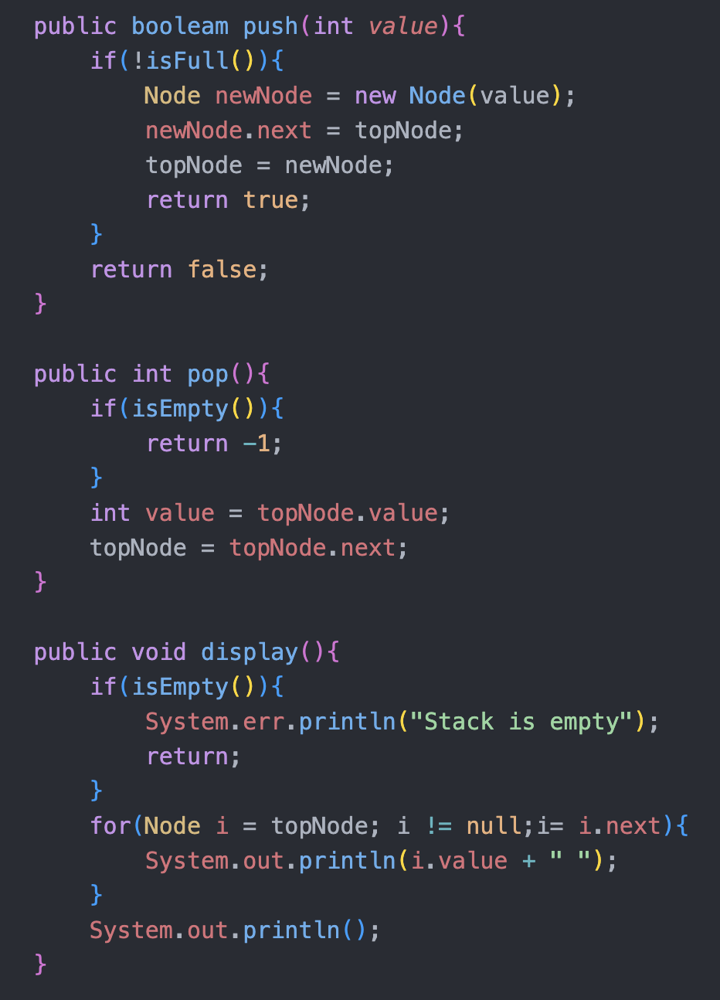 public booleam push(int value){
    if(!isFull()){
        Node newNode = new Node(value);
        newNode.next = topNode;
        topNode = newNode;
        return true;
    }
    return false;
}

public int pop(){
    if(isEmpty()){
        return -1;
    }
    int value = topNode.value;
    topNode = topNode.next;
}

public void display(){
    if(isEmpty()){
        System.err.println("Stack is empty");
        return;
    }
    for(Node i = topNode; i != null;i= i.next){
        System.out.println(i.value + " ");
    }
    System.out.println();
}